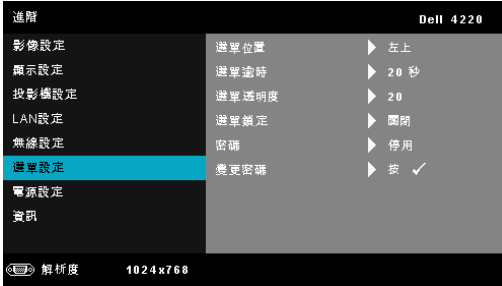 進階 Dell 4220
影像設定
顯示設定
投影機設定
LAN設定
無線設定
選單設定
電源設定
資訊
選單位置 左上
選單逾時 20 秒
選單透明度 20
選單鎖定 關閉
密碼 停用
變更密碼 按
解析度 1024x768